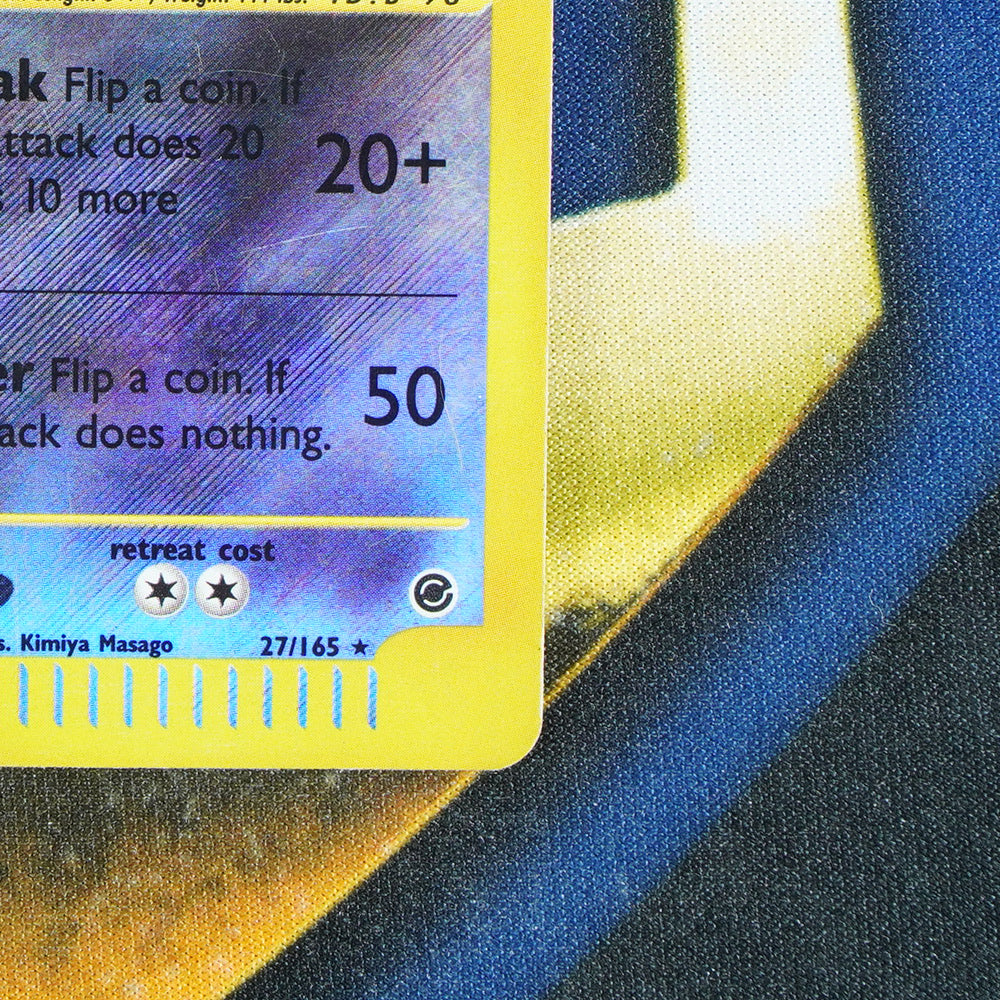 ak Flip a coin. If
attack does 20
20+
10 more
er Flip a coin. If
50
ack does nothing.
retreat cost
s. Kimiya Masago
27/165 ★